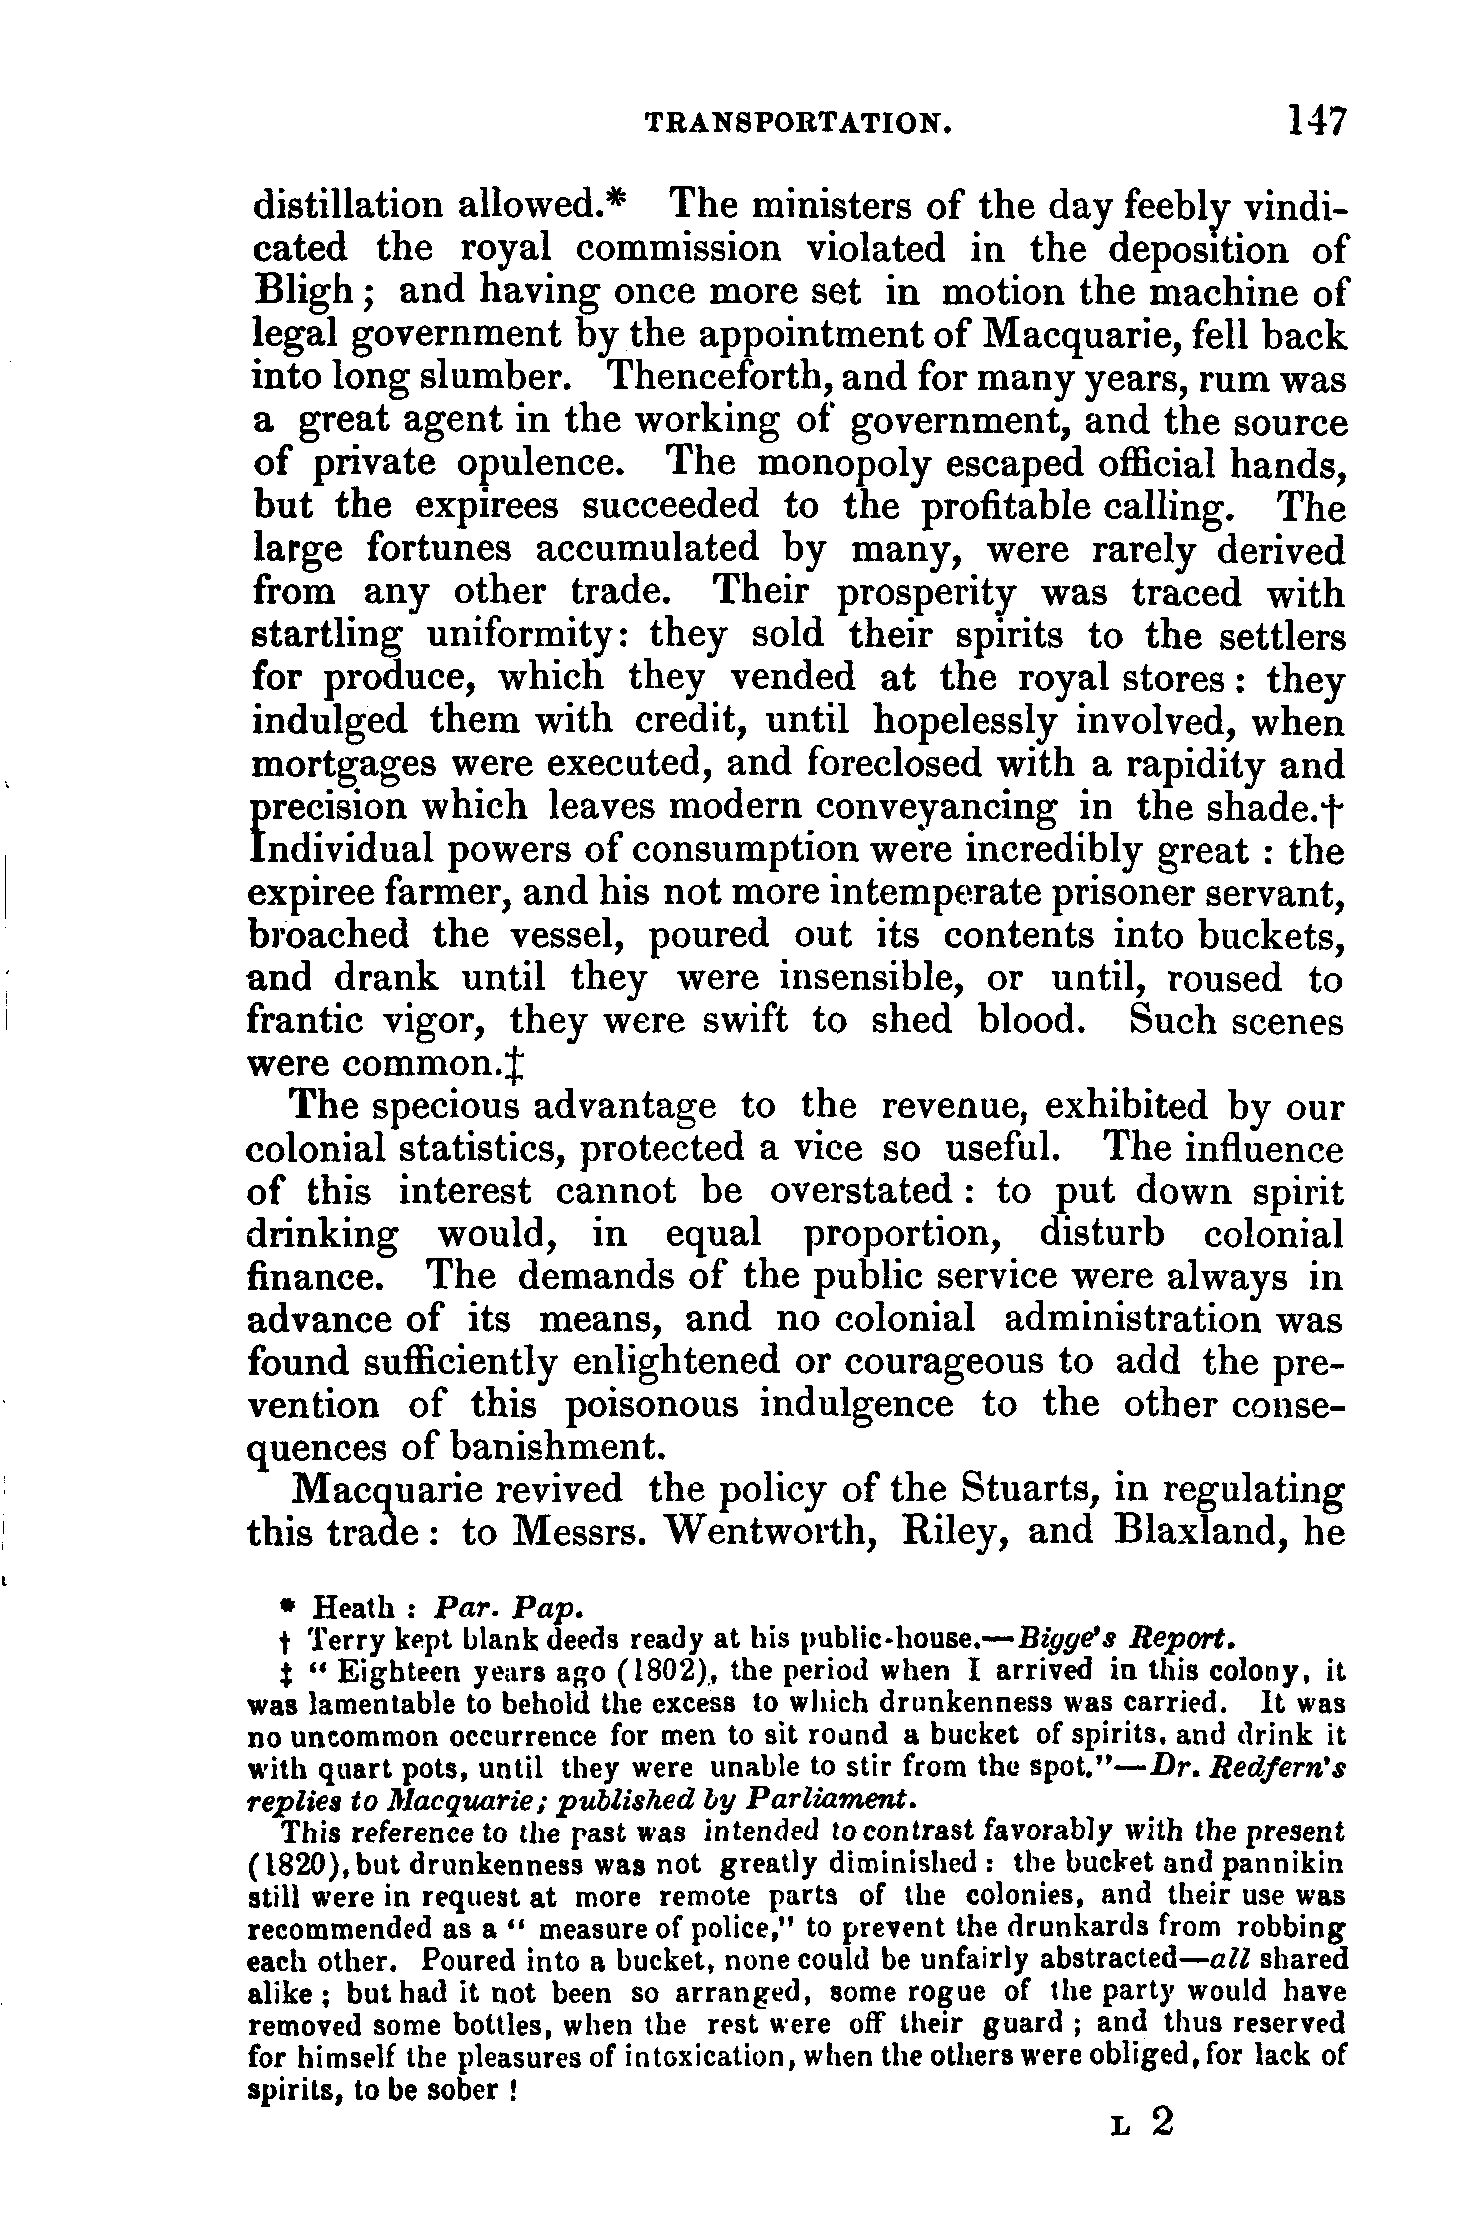 TRANSPORTATION. 147
distillation allowed.* The ministers of the day feebly vindi-
cated the royal commission violated in the deposition of
Bligh; and having once more set in motion the machine of
legal government by the appointment of Macquarie, fell back
into long slumber. Thenceforth, and for many years, rum was
a great agent in the working of government, and the source
of private opulence. The monopoly escaped official hands,
but the expirees succeeded to the profitable calling. The
large fortunes accumulated by many, were rarely derived
from any other trade. Their prosperity was traced with
startling uniformity: they sold their spirits to the settlers
for produce, which they vended at the royal stores: they
indulged them with credit, until hopelessly involved, when
mortgages were executed, and foreclosed with a rapidity and
precision which leaves modern conveyancing in the shade.†
Individual powers of consumption were incredibly great : the
expiree farmer, and his not more intemperate prisoner servant,
broached the vessel, poured out its contents into buckets,
and drank until they were insensible, or until, roused to
frantic vigor, they were swift to shed blood. Such scenes
were common.‡
The specious advantage to the revenue, exhibited by our
colonial statistics, protected a vice so useful. The influence
of this interest cannot be overstated : to put down spirit
drinking would, in equal proportion, disturb colonial
finance. The demands of the public service were always in
advance of its means, and no colonial administration was
found sufficiently enlightened or courageous to add the pre-
vention of this poisonous indulgence to the other conse-
quences of banishment.
Macquarie revived the policy of the Stuarts, in regulating
this trade : to Messrs. Wentworth, Riley, and Blaxland, he
* Heath : Par. Pap.
† Terry kept blank deeds ready at his public-house.—Bigge's Report.
‡ “ Eighteen years ago (1802), the period when I arrived in this colony, it
was lamentable to behold the excess to which drunkenness was carried. It was
no uncommon occurrence for men to sit round a bucket of spirits, and drink it
with quart pots, until they were unable to stir from the spot.”—Dr. Redfern's
replies to Macquarie; published by Parliament.
This reference to the past was intended to contrast favorably with the present
(1820), but drunkenness was not greatly diminished : the bucket and pannikin
still were in request at more remote parts of the colonies, and their use was
recommended as a “ measure of police,” to prevent the drunkards from robbing
each other. Poured into a bucket, none could be unfairly abstracted—all shared
alike ; but had it not been so arranged, some rogue of the party would have
removed some bottles, when the rest were off their guard ; and thus reserved
for himself the pleasures of intoxication, when the others were obliged, for lack of
spirits, to be sober !
L 2